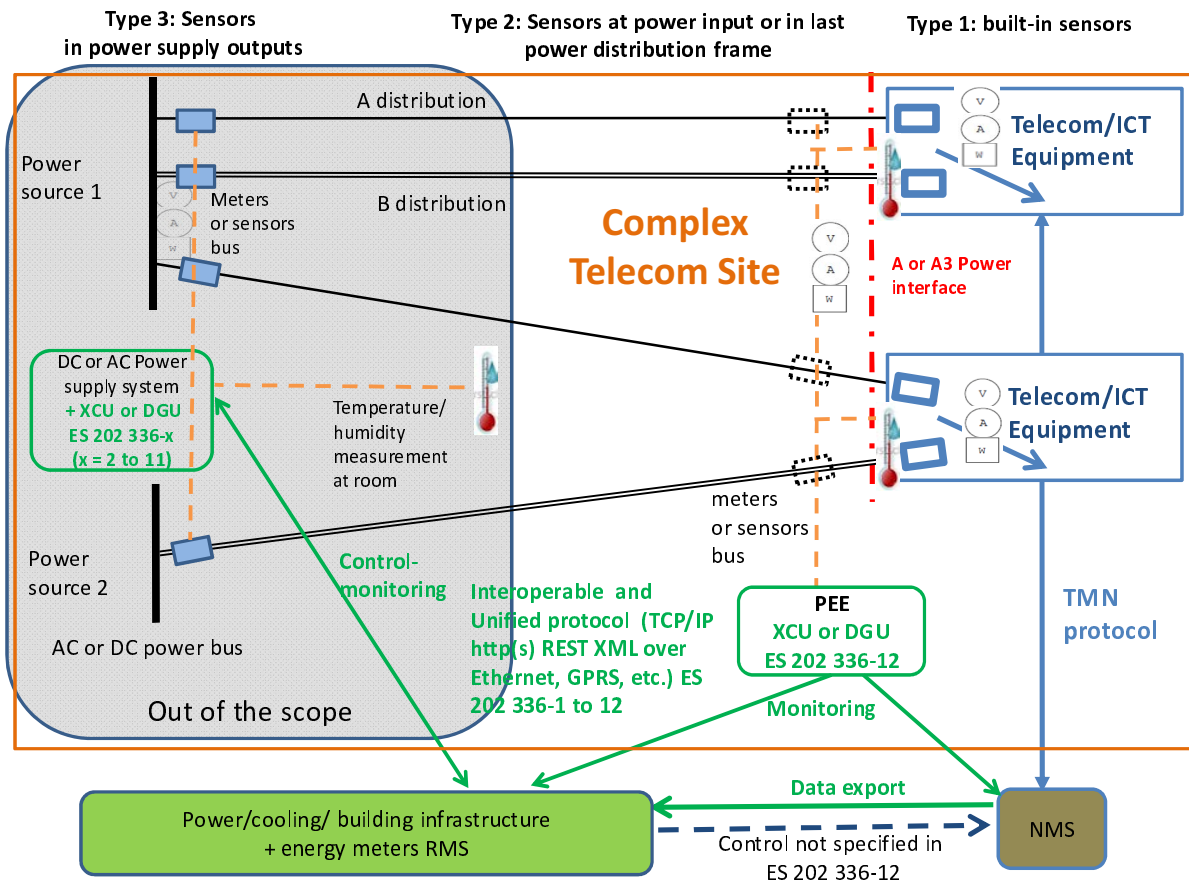 Type 3: Sensors
in power supply outputs
Type 2: Sensors at power input or in last
power distribution frame
Type 1: built-in sensors
A distribution
V
A
W
Telecom/ICT
Equipment
Power
source 1
V
A
W
Meters
or sensors
bus
B distribution
Complex
Telecom Site
V
A
W
A or A3 Power
interface
DC or AC Power
supply system
+ XCU or DGU
ES 202 336-x
(x = 2 to 11)
Temperature/
humidity
measurement
at room
V
A
W
Telecom/ICT
Equipment
meters
or sensors
bus
Power
source 2
AC or DC power bus
Control-
monitoring
Interoperable and
Unified protocol (TCP/IP
http(s) REST XML over
Ethernet, GPRS, etc.) ES
202 336-1 to 12
PEE
XCU or DGU
ES 202 336-12
TMN
protocol
Out of the scope
Monitoring
Data export
Power/cooling/ building infrastructure
+ energy meters RMS
Control not specified in
ES 202 336-12
NMS